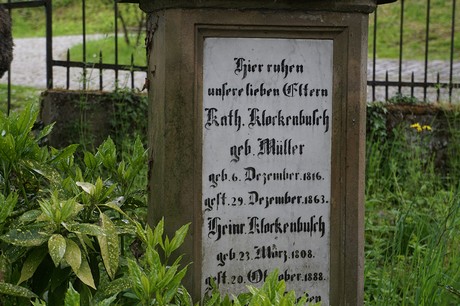 Hier ruhen
unsere lieben Eltern
Kath. Klockenbusch
geb. Müller
geb. 6. Dezember 1816.
gest. 29. Dezember. 1863.
Heinr. Klockenbusch
geb. 23. März. 1808.
gest. 20. October. 1888.